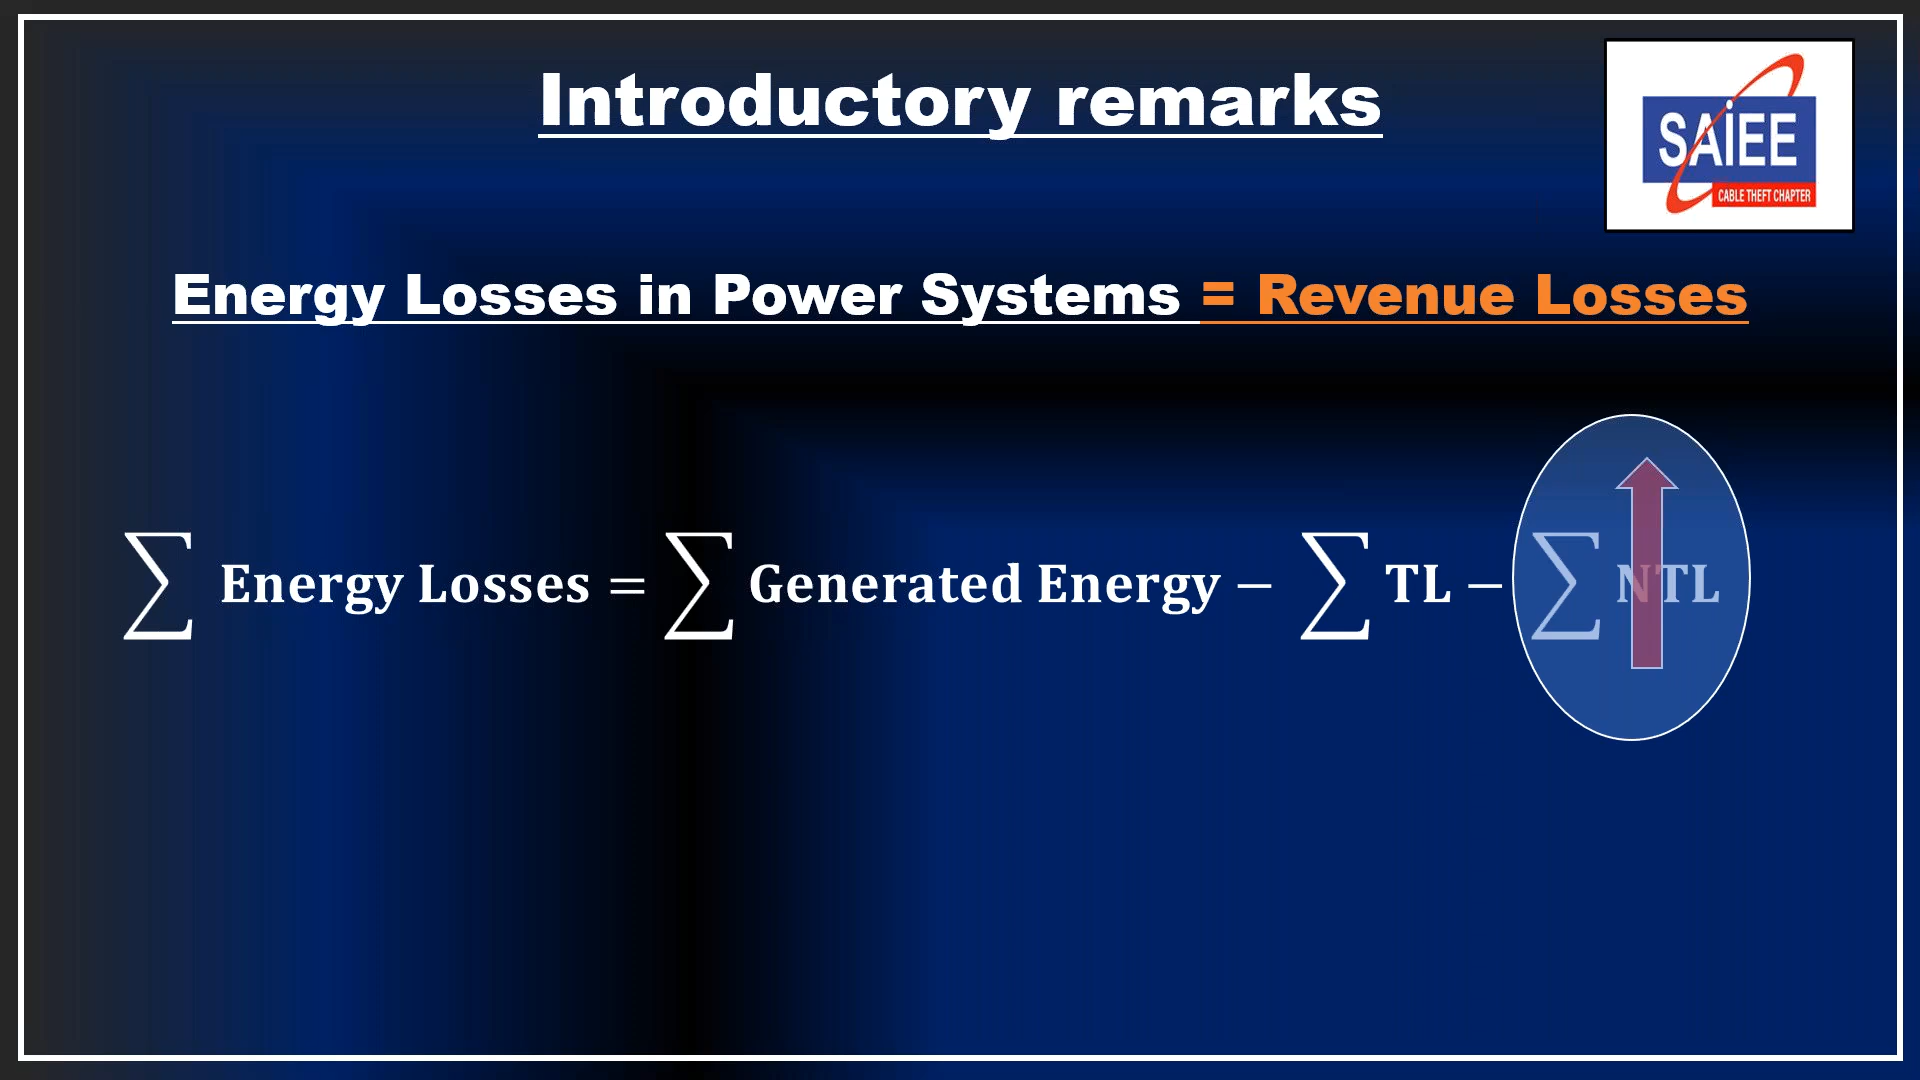 Introductory remarks
SAiEE
CABLE THEFT CHAPTER
Energy Losses in Power Systems = Revenue Losses
∑ Energy Losses = ∑ Generated Energy − ∑ TL − ∑ NTL